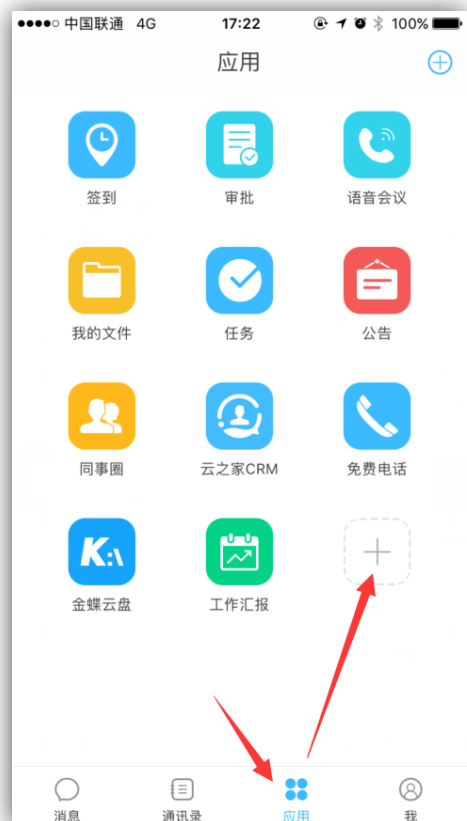 中国联通 4G 17:22 100%
应用
签到 审批 语音会议
我的文件 任务 公告
同事圈 云之家CRM 免费电话
K:\
金蝶云盘 工作汇报
消息 通讯录 应用 我